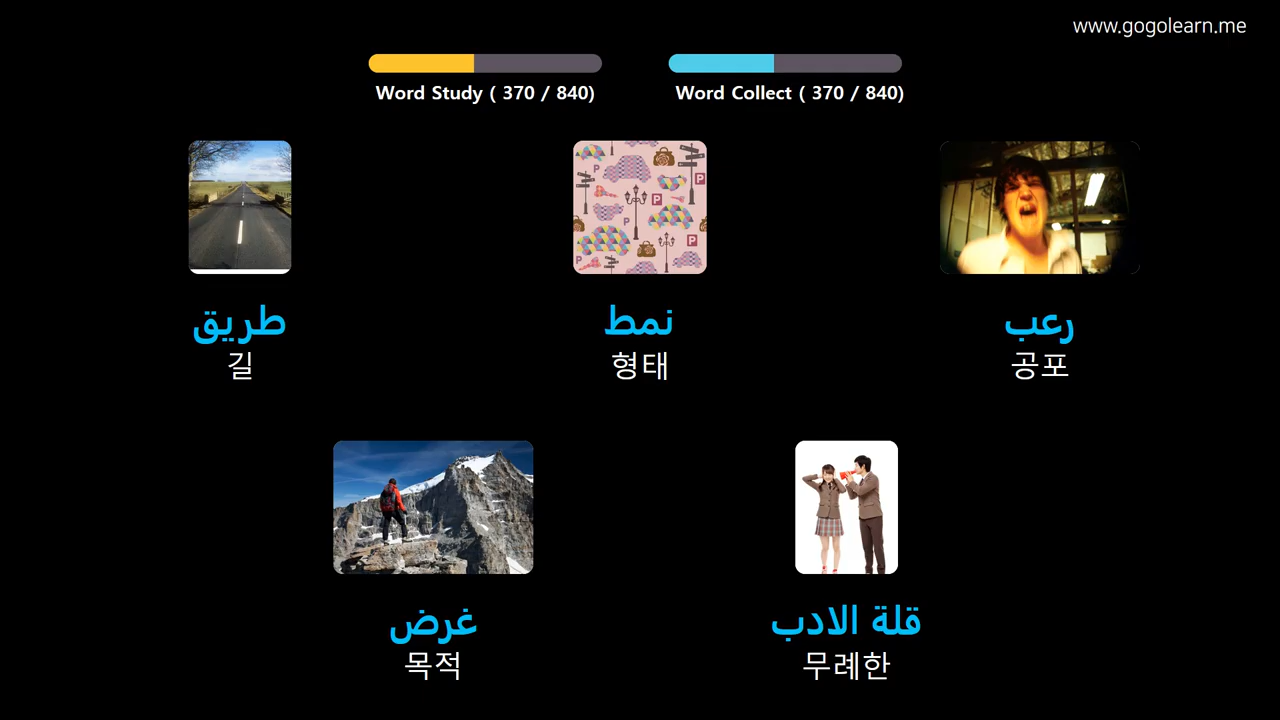 www.gogolearn.me
Word Study ( 370 / 840)
Word Collect ( 370 / 840)
طريق
길
نمط
형태
رعب
공포
غرض
목적
قلة الادب
무례한